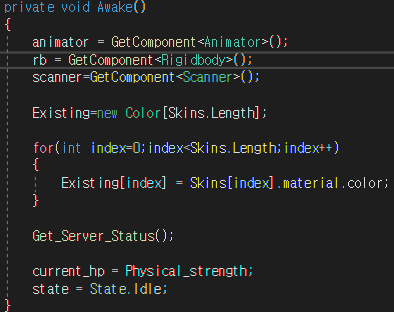 private void Awake()
{
animator = GetComponent<Animator>();
rb = GetComponent<Rigidbody>();
scanner=GetComponent<Scanner>();
Existing=new Color[Skins.Length];
for(int index=0;index<Skins.Length;index++)
{
Existing[index] = Skins[index].material.color;
}
Get_Server_Status();
current_hp = Physical_strength;
state = State.Idle;
}